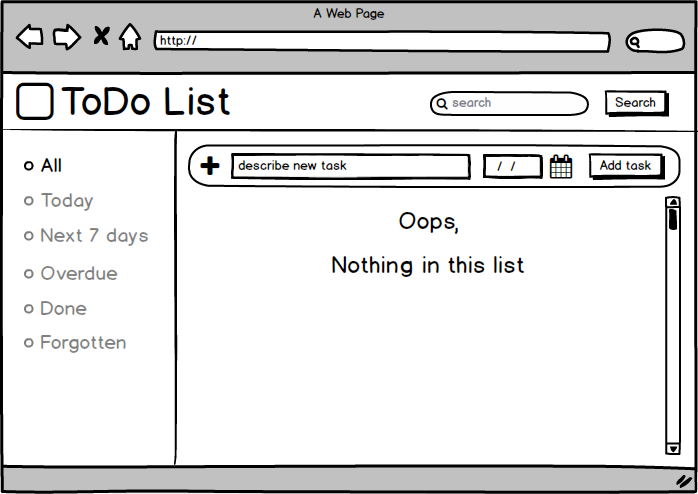 A Web Page
http://
ToDo List
search
Search
All
Today
Next 7 days
Overdue
Done
Forgotten
describe new task
/ /
Add task
Oops,
Nothing in this list